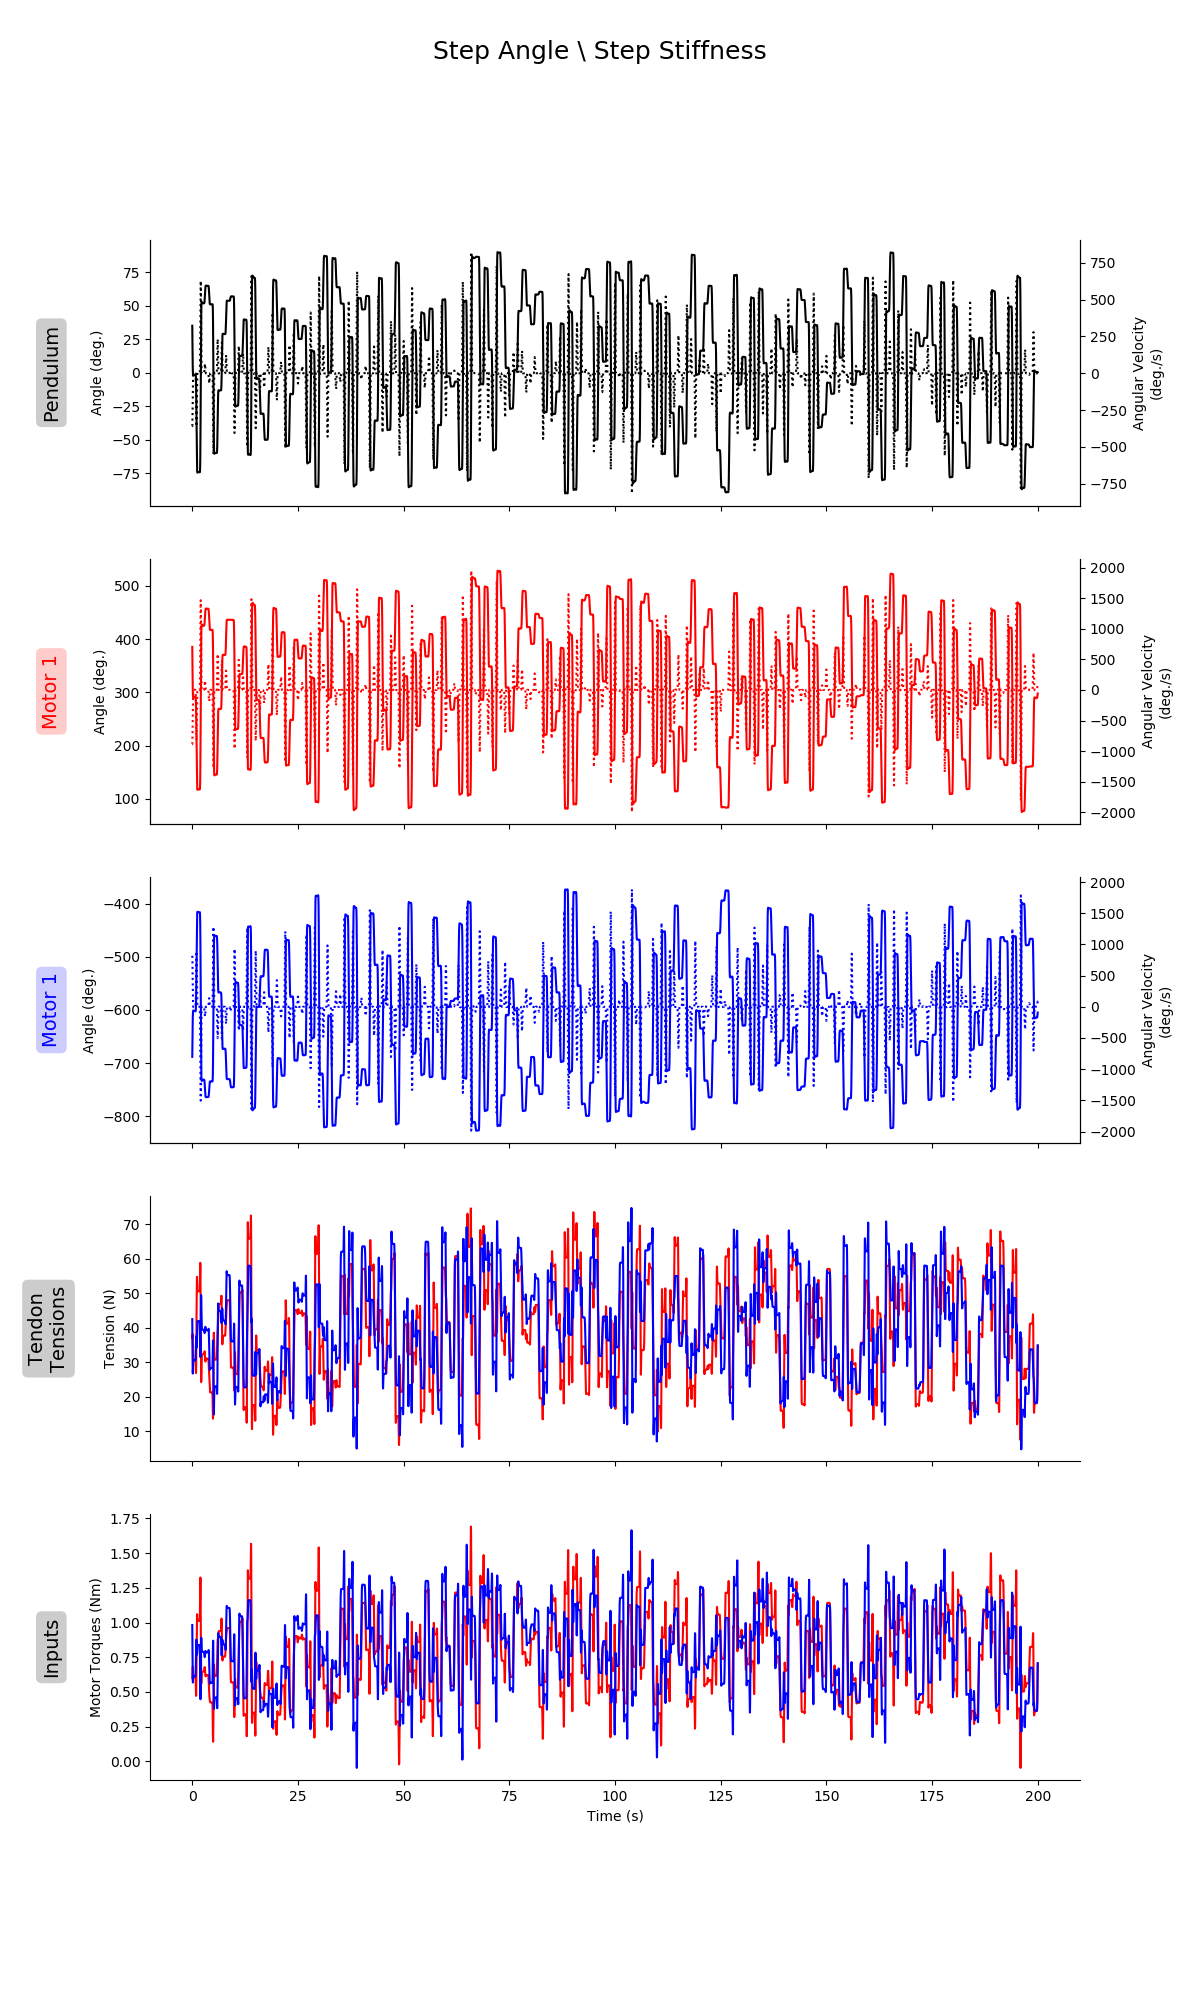 Step Angle \ Step Stiffness
Pendulum
Angle (deg.)
75
50
25
0
−25
−50
−75
750
500
250
0
−250
−500
−750
Angular Velocity
(deg./s)
Motor 1
Angle (deg.)
500
400
300
200
100
2000
1500
1000
500
0
−500
−1000
−1500
−2000
Angular Velocity
(deg./s)
Motor 1
Angle (deg.)
−400
−500
−600
−700
−800
2000
1500
1000
500
0
−500
−1000
−1500
−2000
Angular Velocity
(deg./s)
Tendon
Tensions
Tension (N)
70
60
50
40
30
20
10
Inputs
Motor Torques (Nm)
1.75
1.50
1.25
1.00
0.75
0.50
0.25
0.00
0 25 50 75 100 125 150 175 200
Time (s)